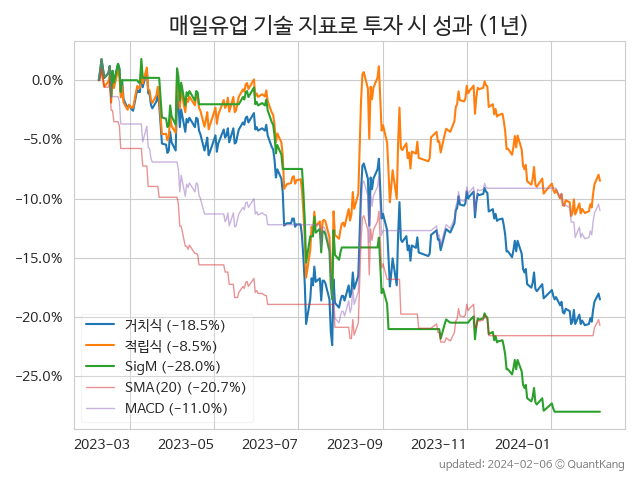 매일유업 기술 지표로 투자 시 성과 (1년)
0.0%
−5.0%
−10.0%
−15.0%
−20.0%
−25.0%
거치식 (−18.5%)
적립식 (−8.5%)
SigM (−28.0%)
SMA(20) (−20.7%)
MACD (−11.0%)
2023−03 2023−05 2023−07 2023−09 2023−11 2024−01
updated: 2024-02-06 ⓒ QuantKang